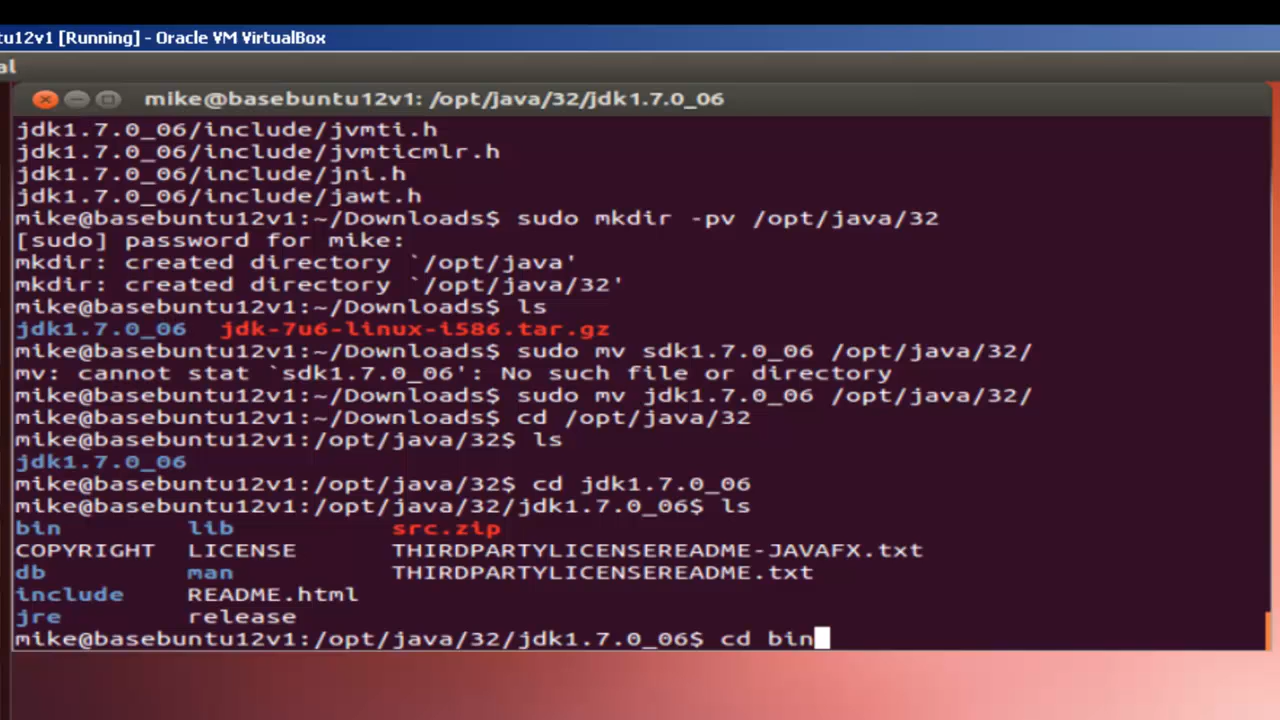 tu12v1 [Running] - Oracle VM VirtualBox
al
mike@basebuntu12v1: /opt/java/32/jdk1.7.0_06
jdk1.7.0_06/include/jvmti.h
jdk1.7.0_06/include/jvmticmlr.h
jdk1.7.0_06/include/jni.h
jdk1.7.0_06/include/jawt.h
mike@basebuntu12v1:~/Downloads$ sudo mkdir -pv /opt/java/32
[sudo] password for mike:
mkdir: created directory `/opt/java'
mkdir: created directory `/opt/java/32'
mike@basebuntu12v1:~/Downloads$ ls
jdk1.7.0_06  jdk-7u6-linux-i586.tar.gz
mike@basebuntu12v1:~/Downloads$ sudo mv sdk1.7.0_06 /opt/java/32/
mv: cannot stat `sdk1.7.0_06': No such file or directory
mike@basebuntu12v1:~/Downloads$ sudo mv jdk1.7.0_06 /opt/java/32/
mike@basebuntu12v1:~/Downloads$ cd /opt/java/32
mike@basebuntu12v1:/opt/java/32$ ls
jdk1.7.0_06
mike@basebuntu12v1:/opt/java/32$ cd jdk1.7.0_06
mike@basebuntu12v1:/opt/java/32/jdk1.7.0_06$ ls
bin        lib          src.zip
COPYRIGHT  LICENSE      THIRDPARTYLICENSEREADME-JAVAFX.txt
db         man          THIRDPARTYLICENSEREADME.txt
include    README.html
jre        release
mike@basebuntu12v1:/opt/java/32/jdk1.7.0_06$ cd bin